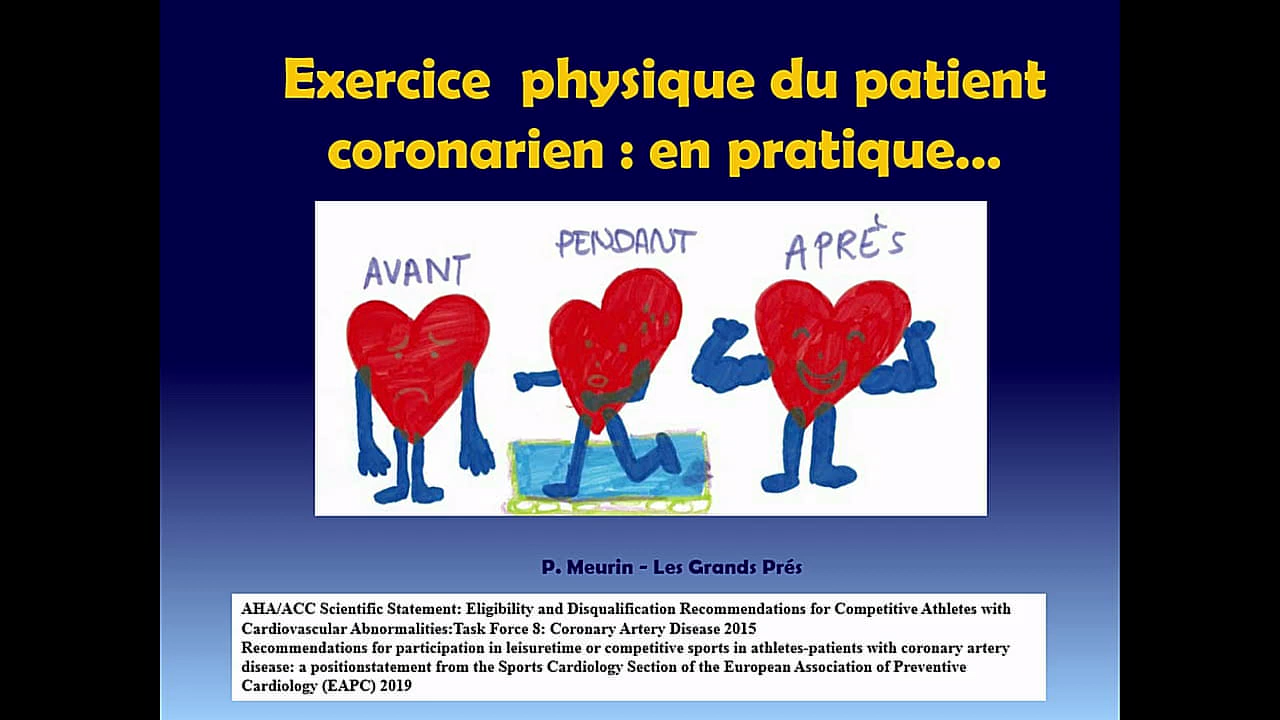 Exercice physique du patient
coronarien : en pratique...
AVANT
PENDANT
APRÈS
P. Meurin - Les Grands Prés
AHA/ACC Scientific Statement: Eligibility and Disqualification Recommendations for Competitive Athletes with
Cardiovascular Abnormalities:Task Force 8: Coronary Artery Disease 2015
Recommendations for participation in leisuretime or competitive sports in athletes-patients with coronary artery
disease: a positionstatement from the Sports Cardiology Section of the European Association of Preventive
Cardiology (EAPC) 2019